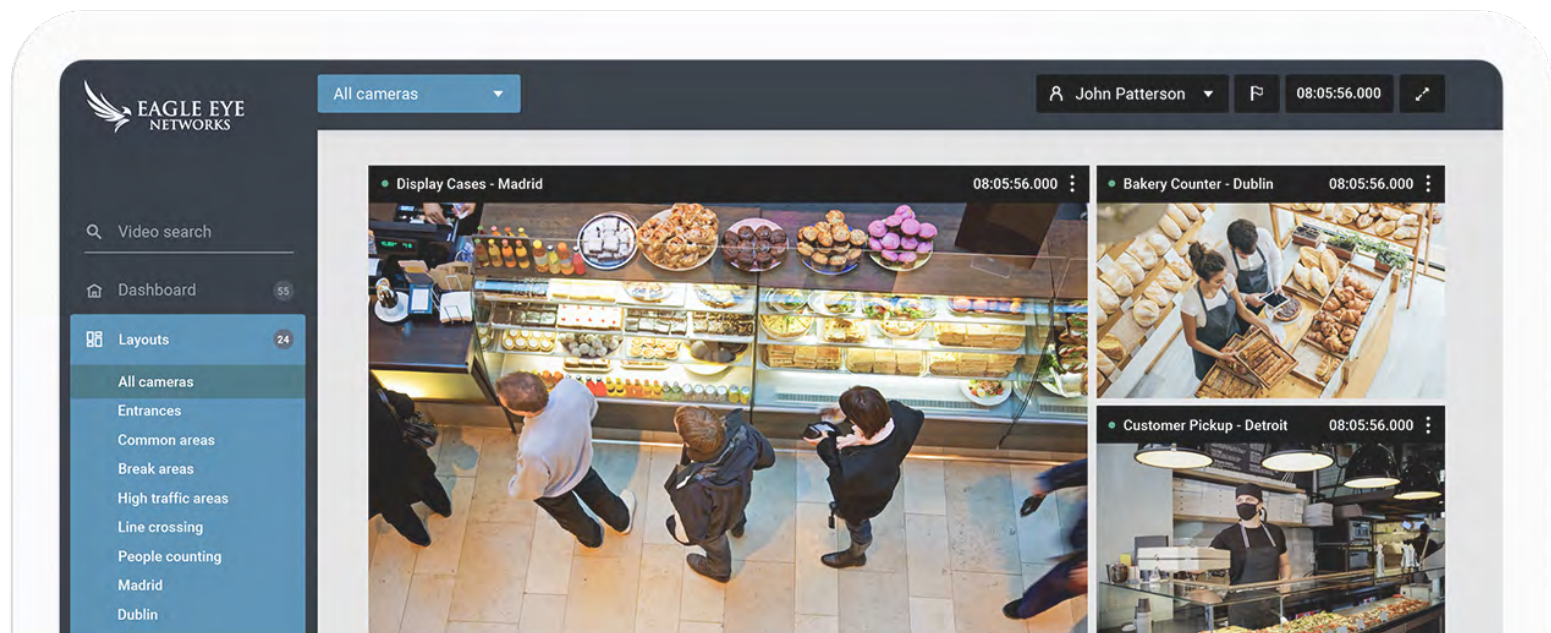 EAGLE EYE
NETWORKS
All cameras
John Patterson
08:05:56.000
Video search
Dashboard
55
Layouts
24
All cameras
Entrances
Common areas
Break areas
High traffic areas
Line crossing
People counting
Madrid
Dublin
Display Cases - Madrid
08:05:56.000
Bakery Counter - Dublin
08:05:56.000
Customer Pickup - Detroit
08:05:56.000